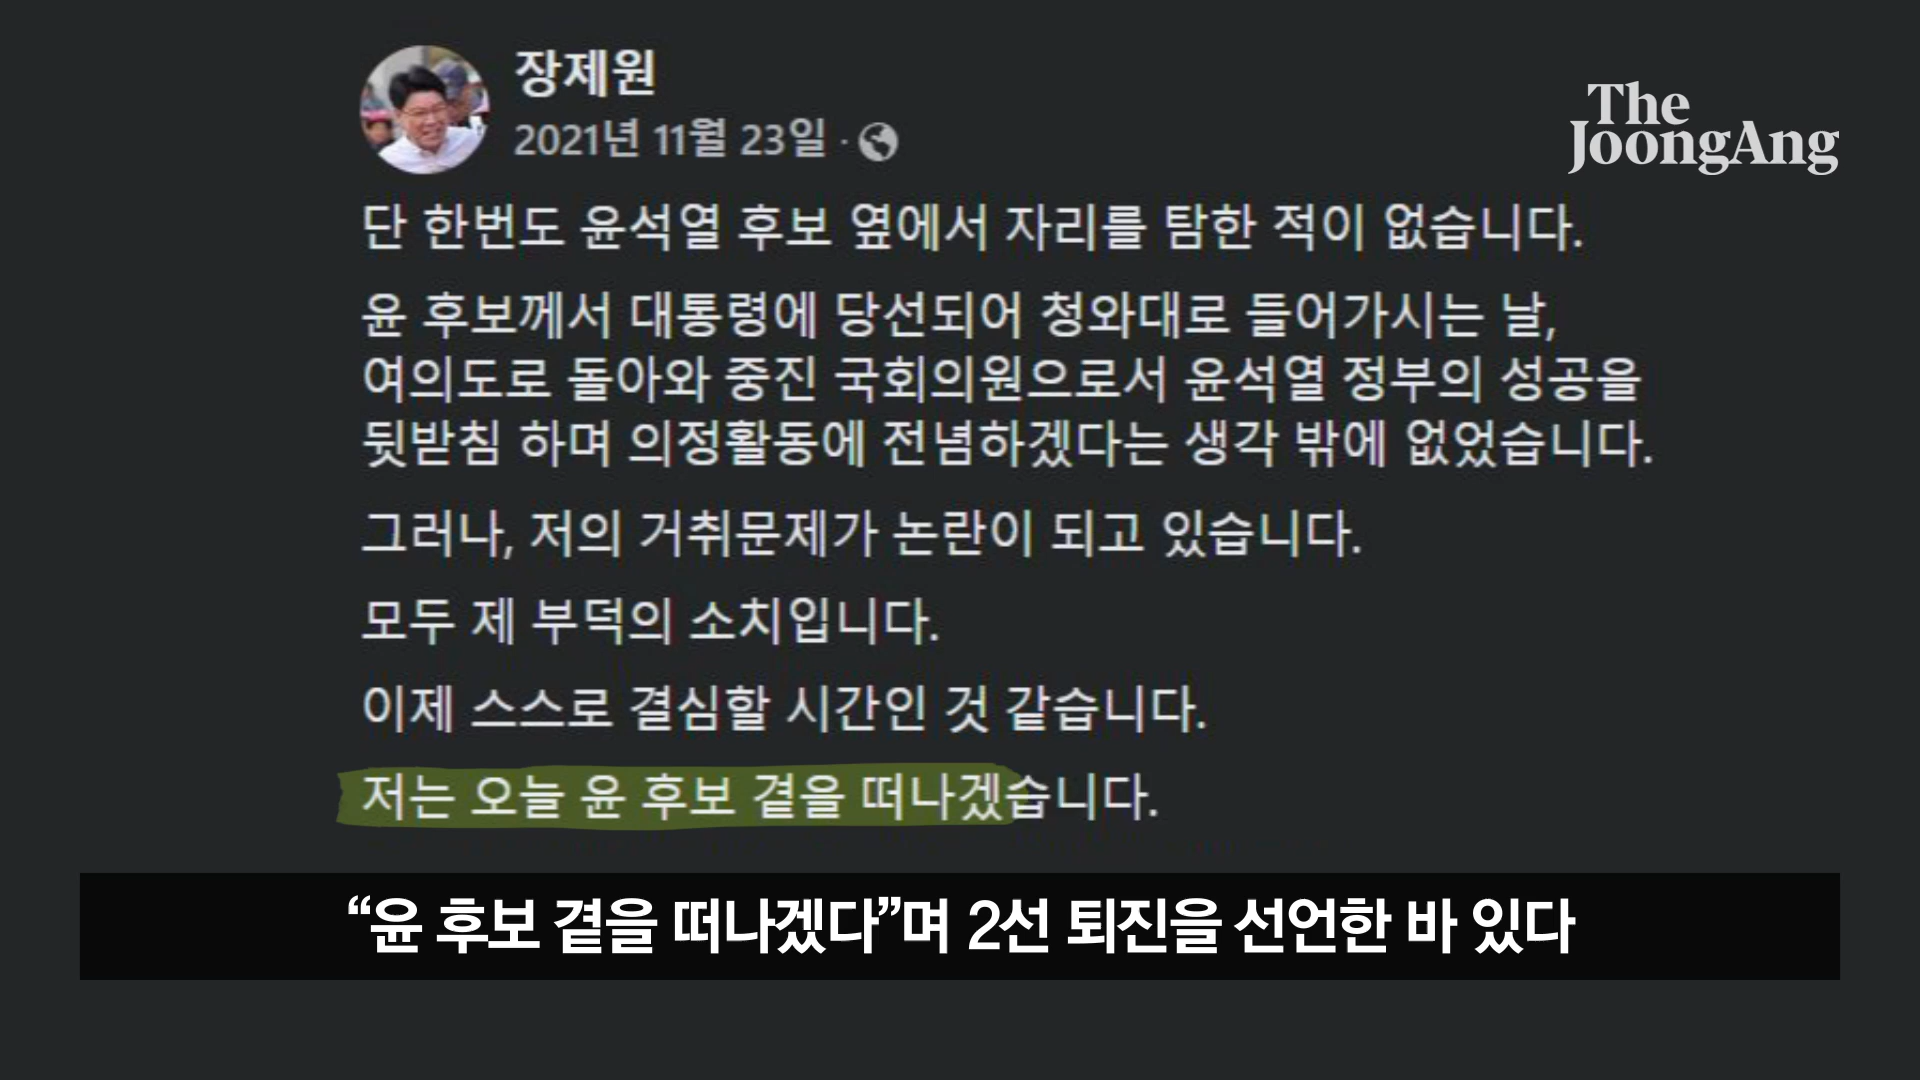 장제원
2021년 11월 23일 ·
The
JoongAng
단 한번도 윤석열 후보 옆에서 자리를 탐한 적이 없습니다.
윤 후보께서 대통령에 당선되어 청와대로 들어가시는 날,
여의도로 돌아와 중진 국회의원으로서 윤석열 정부의 성공을
뒷받침 하며 의정활동에 전념하겠다는 생각 밖에 없었습니다.
그러나, 저의 거취문제가 논란이 되고 있습니다.
모두 제 부덕의 소치입니다.
이제 스스로 결심할 시간인 것 같습니다.
저는 오늘 윤 후보 곁을 떠나겠습니다.
“윤 후보 곁을 떠나겠다”며 2선 퇴진을 선언한 바 있다